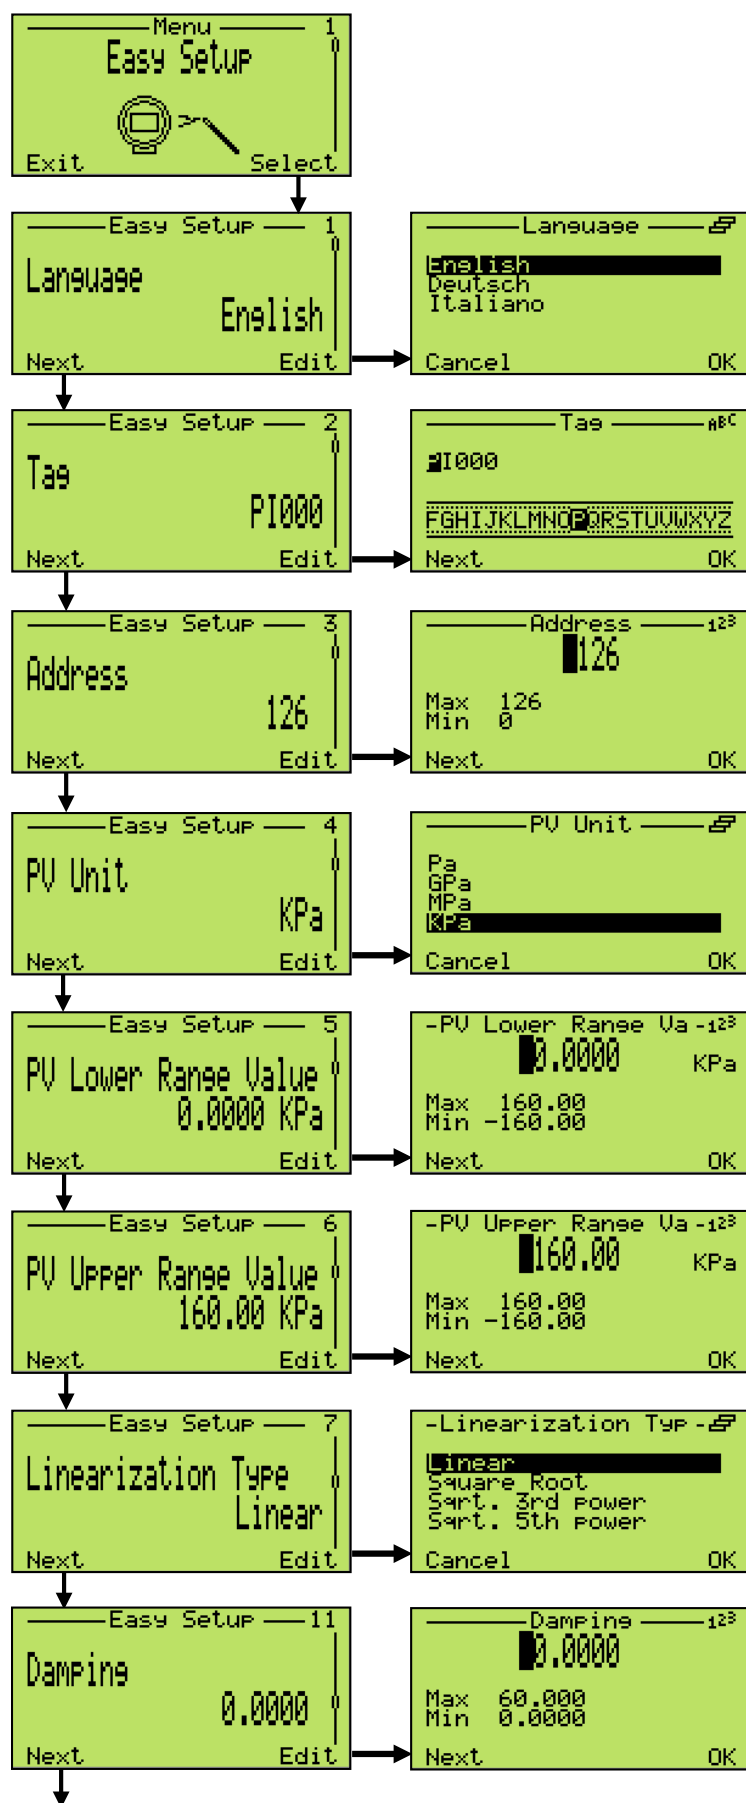 Menu 1
Easy Setup
Exit Select
Easy Setup 1
Language
English
Next Edit
Language
English
Deutsch
Italiano
Cancel OK
Easy Setup 2
Tag
PI000
Next Edit
Tag ABC
PI000
FGHIJKLMNOPQRSTUVWXYZ
Next OK
Easy Setup 3
Address
126
Next Edit
Address 123
126
Max 126
Min 0
Next OK
Easy Setup 4
PV Unit
KPa
Next Edit
PV Unit
Pa
GPa
MPa
KPa
Cancel OK
Easy Setup 5
PV Lower Range Value
0.0000 KPa
Next Edit
PV Lower Range Va 123
0.0000 KPa
Max 160.00
Min -160.00
Next OK
Easy Setup 6
PV Upper Range Value
160.00 KPa
Next Edit
PV Upper Range Va 123
160.00 KPa
Max 160.00
Min -160.00
Next OK
Easy Setup 7
Linearization Type
Linear
Next Edit
Linearization Typ
Linear
Square Root
Sqrt. 3rd power
Sqrt. 5th power
Cancel OK
Easy Setup 11
Damping
0.0000
Next Edit
Damping 123
0.0000
Max 60.000
Min 0.0000
Next OK